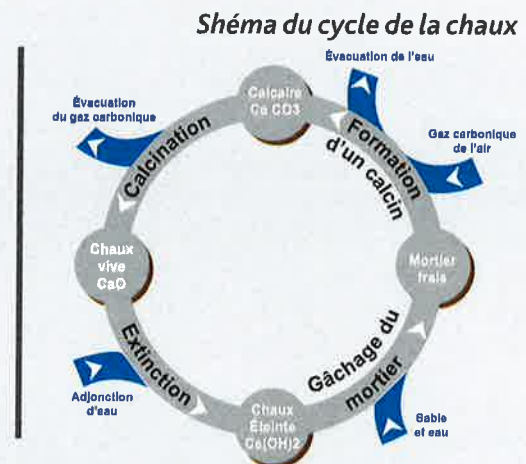 Shéma du cycle de la chaux
Évacuation de l'eau
Calcaire
Ca CO3
Évacuation
du gaz carbonique
Calcination
Formation
d'un calcin
Gaz carbonique
de l'air
Chaux
vive
CaO
Mortier
frais
Extinction
Gâchage du
mortier
Adjonction
d'eau
Chaux
Éteinte
Ca(OH)2
Sable
et eau